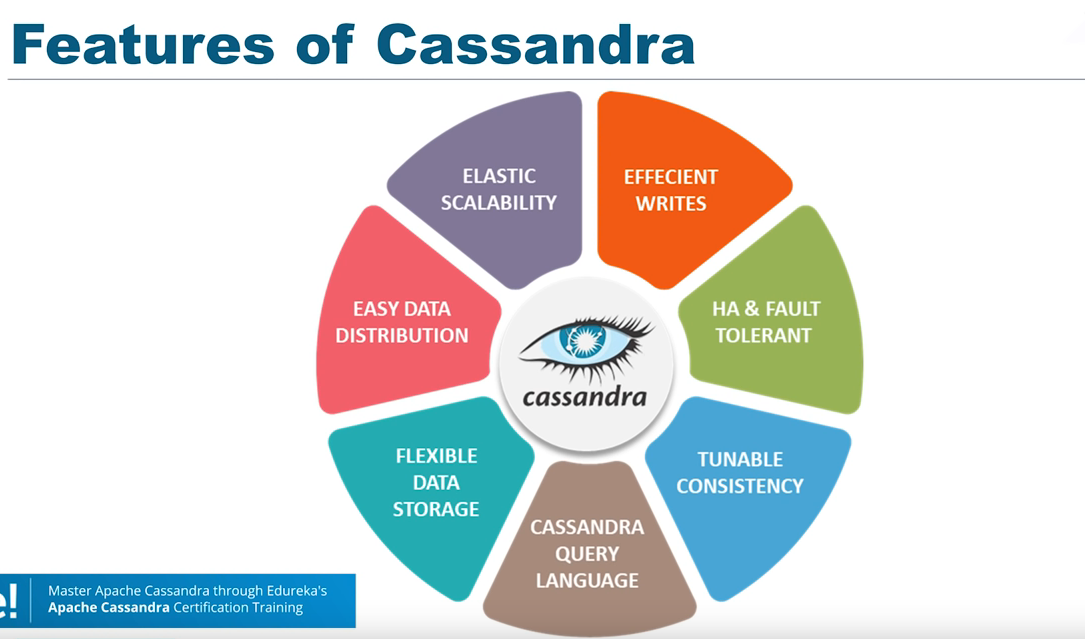 Features of Cassandra
ELASTIC
SCALABILITY
EFFECIENT
WRITES
HA & FAULT
TOLERANT
TUNABLE
CONSISTENCY
CASSANDRA
QUERY
LANGUAGE
FLEXIBLE
DATA
STORAGE
EASY DATA
DISTRIBUTION
cassandra
e!
Master Apache Cassandra through Edureka's
Apache Cassandra Certification Training